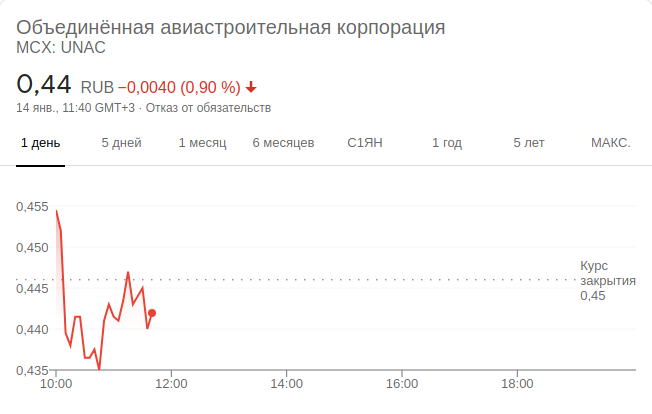 Объединённая авиастроительная корпорация
MCX: UNAC
0,44 RUB −0,0040 (0,90 %)
14 янв., 11:40 GMT+3 · Отказ от обязательств
1 день 5 дней 1 месяц 6 месяцев С1ЯН 1 год 5 лет МАКС.
0,455
0,450
Курс
закрытия
0,45
0,445
0,440
0,435
10:00 12:00 14:00 16:00 18:00